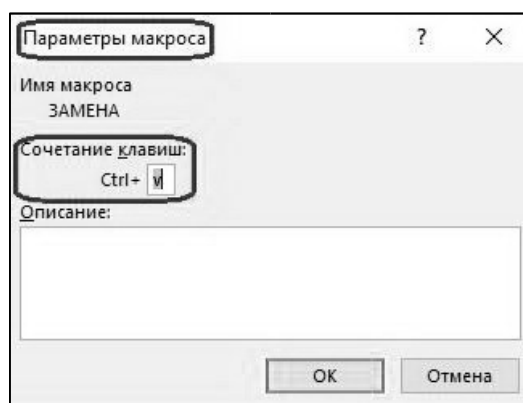 Параметры макроса ? ×
Имя макроса
ЗАМЕНА
Сочетание клавиш:
Ctrl+ v
Описание:
OK Отмена